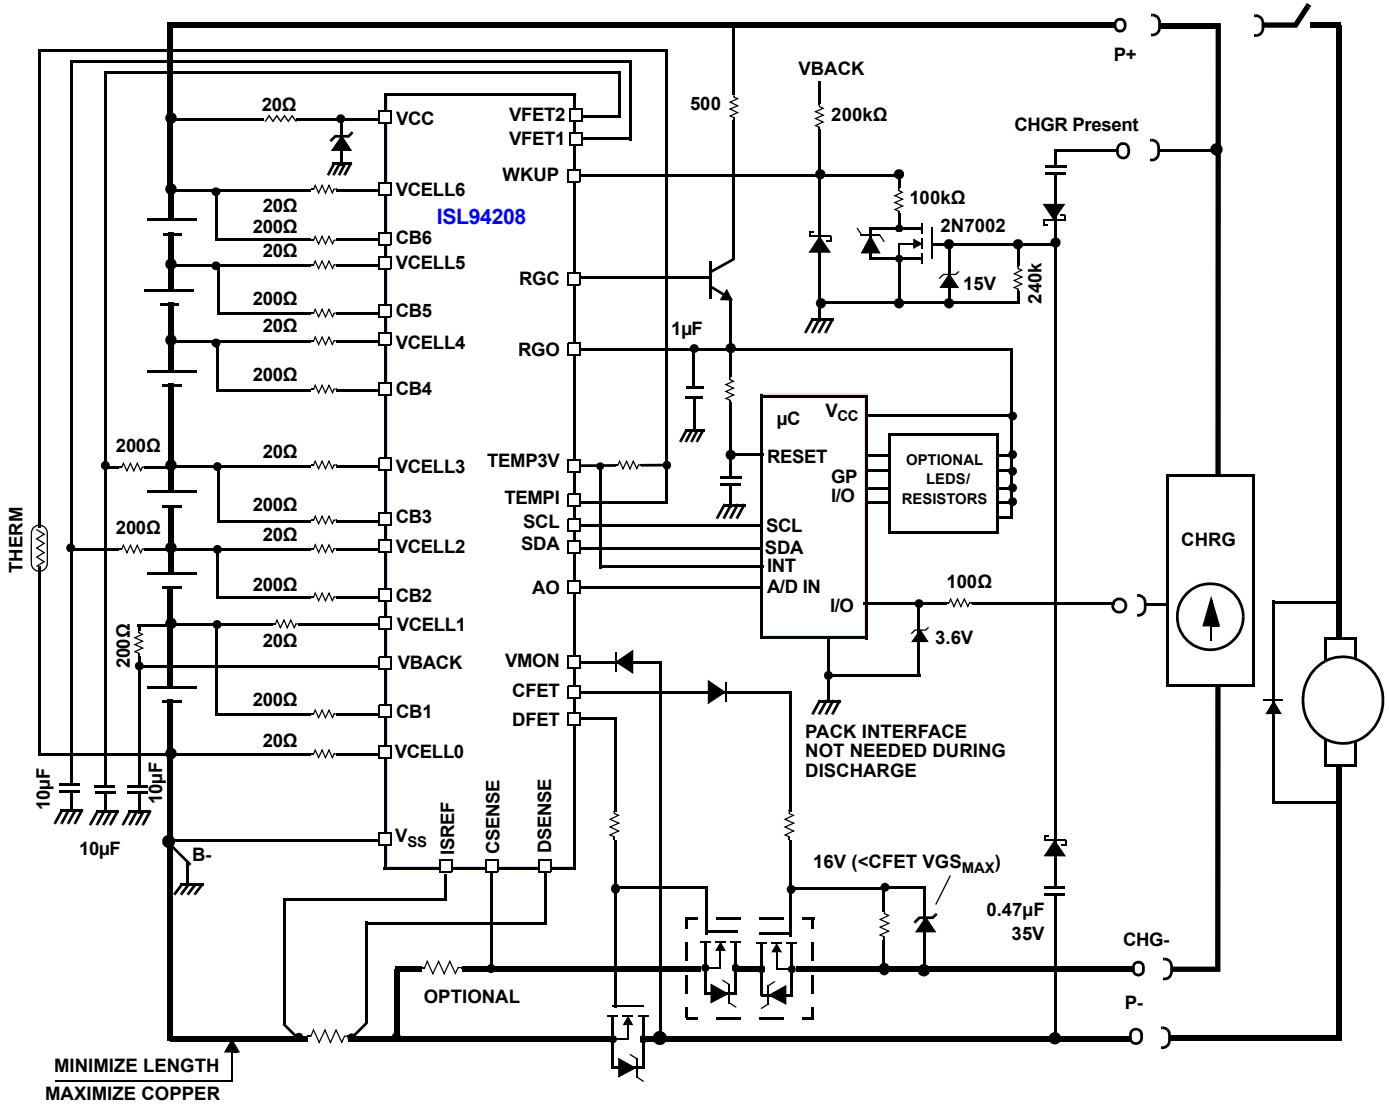 P+
VBACK
20Ω
500
200kΩ
CHGR Present
VCC
VFET2
VFET1
WKUP
VCELL6
ISL94208
20Ω
200Ω
100kΩ
2N7002
CB6
20Ω
VCELL5
RGC
15V
240k
200Ω
CB5
20Ω
VCELL4
RGO
1µF
200Ω
CB4
µC
VCC
200Ω
20Ω
VCELL3
TEMP3V
RESET
OPTIONAL
LEDS/
RESISTORS
GP
I/O
TEMPI
200Ω
CB3
SCL
SCL
THERM
200Ω
20Ω
VCELL2
SDA
SDA
INT
CHRG
200Ω
CB2
AO
A/D IN
100Ω
I/O
VCELL1
200Ω
20Ω
3.6V
VBACK
VMON
CFET
200Ω
CB1
DFET
PACK INTERFACE
NOT NEEDED DURING
DISCHARGE
20Ω
VCELL0
10µF
10µF
10µF
ISREF
CSENSE
DSENSE
VSS
B-
16V (<CFET VGSMAX)
0.47µF
35V
CHG-
OPTIONAL
P-
MINIMIZE LENGTH
MAXIMIZE COPPER